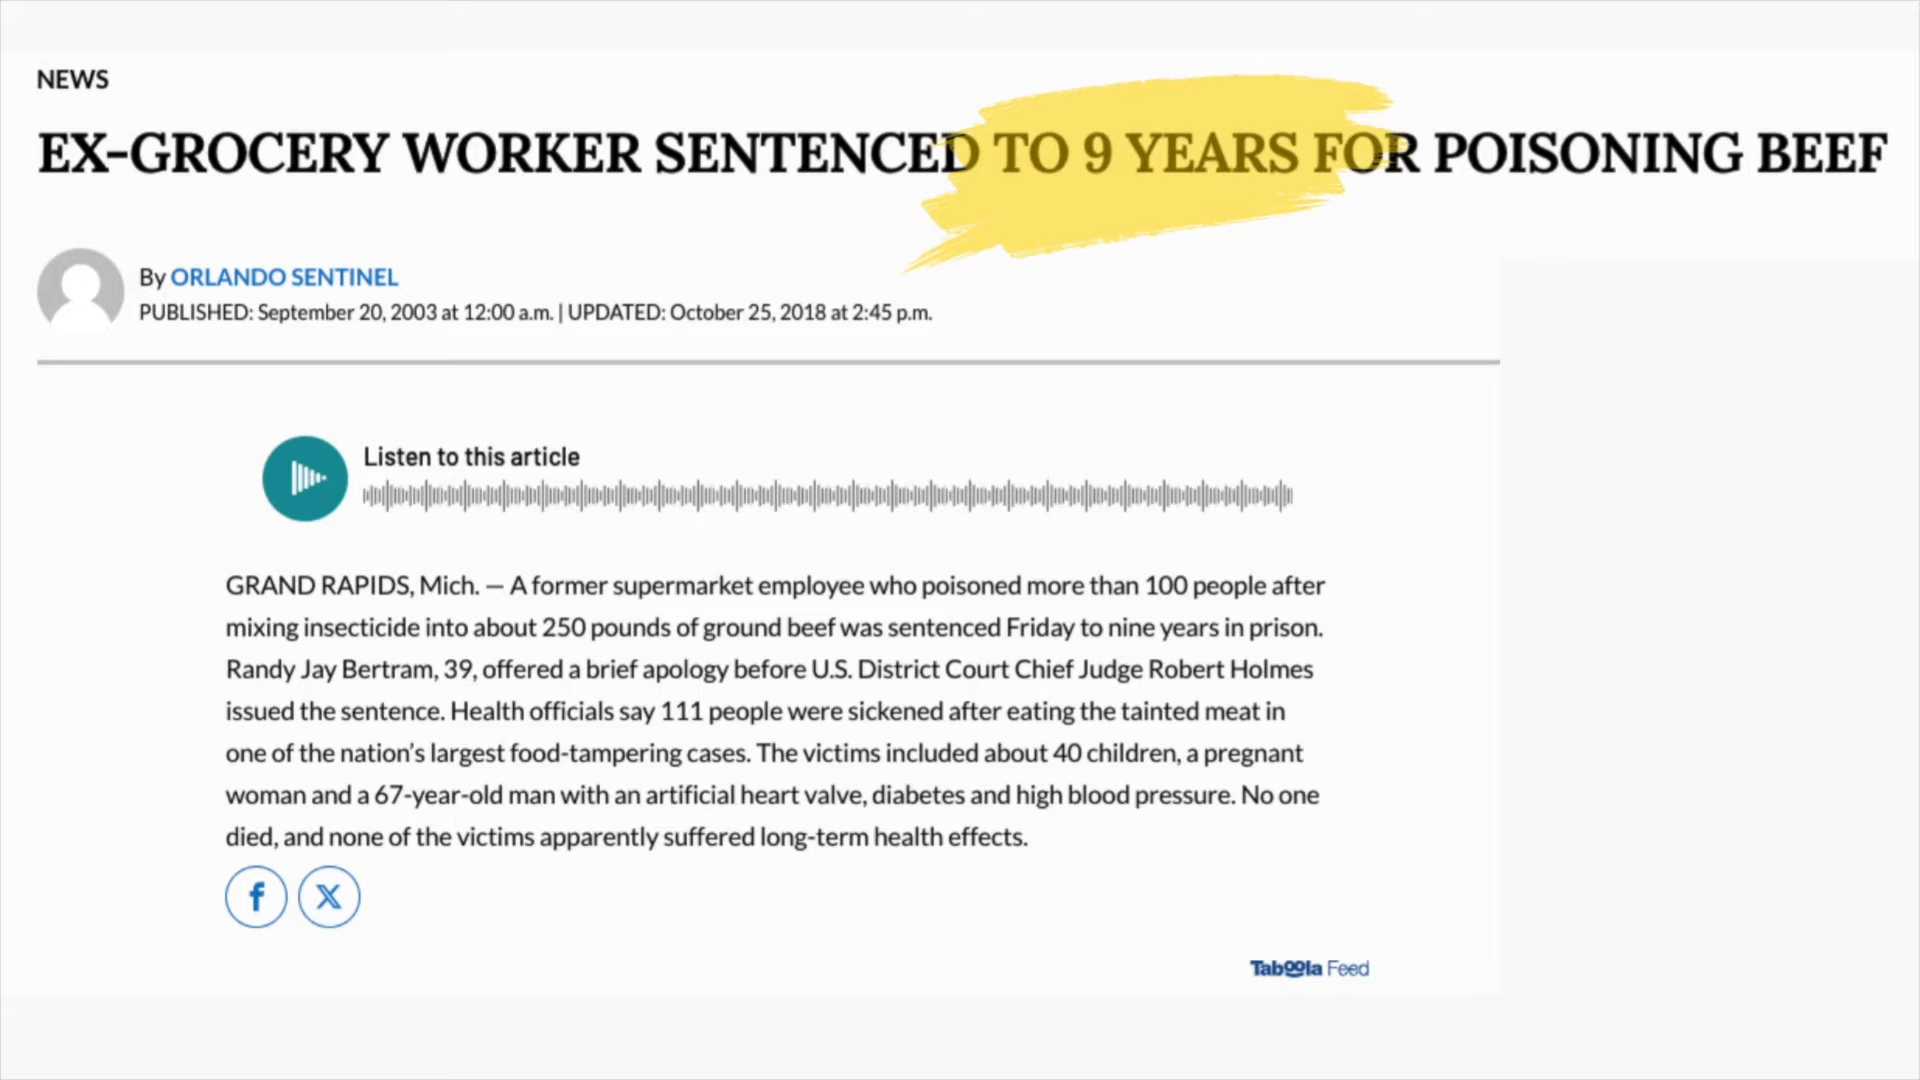 NEWS
EX-GROCERY WORKER SENTENCED TO 9 YEARS FOR POISONING BEEF
By ORLANDO SENTINEL
PUBLISHED: September 20, 2003 at 12:00 a.m. | UPDATED: October 25, 2018 at 2:45 p.m.
Listen to this article
GRAND RAPIDS, Mich. — A former supermarket employee who poisoned more than 100 people after
mixing insecticide into about 250 pounds of ground beef was sentenced Friday to nine years in prison.
Randy Jay Bertram, 39, offered a brief apology before U.S. District Court Chief Judge Robert Holmes
issued the sentence. Health officials say 111 people were sickened after eating the tainted meat in
one of the nation’s largest food-tampering cases. The victims included about 40 children, a pregnant
woman and a 67-year-old man with an artificial heart valve, diabetes and high blood pressure. No one
died, and none of the victims apparently suffered long-term health effects.
Taboola Feed